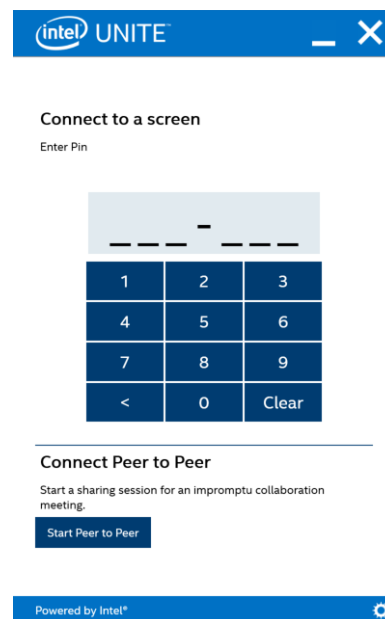 intel UNITE™
Connect to a screen
Enter Pin
_ _ _ - _ _ _
1 2 3
4 5 6
7 8 9
< 0 Clear
Connect Peer to Peer
Start a sharing session for an impromptu collaboration
meeting.
Start Peer to Peer
Powered by Intel®